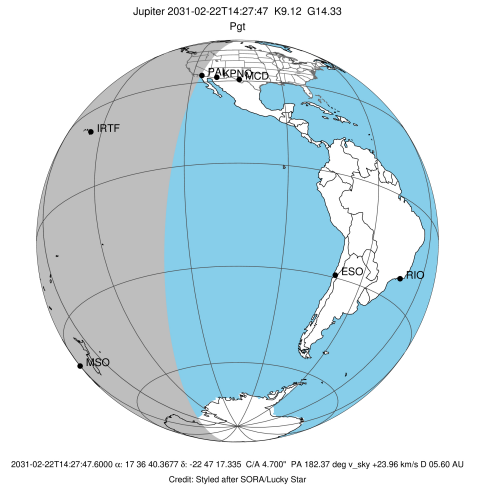 Jupiter 2031-02-22T14:27:47 K9.12 G14.33
Pgt
KPNO
MCD
IRTF
ESO
RIO
MSO
2031-02-22T14:27:47.6000 α: 17 36 40.3677 δ: -22 47 17.335 C/A 4.700" PA 182.37 deg v_sky +23.96 km/s D 05.60 AU
Credit: Styled after SORA/Lucky Star